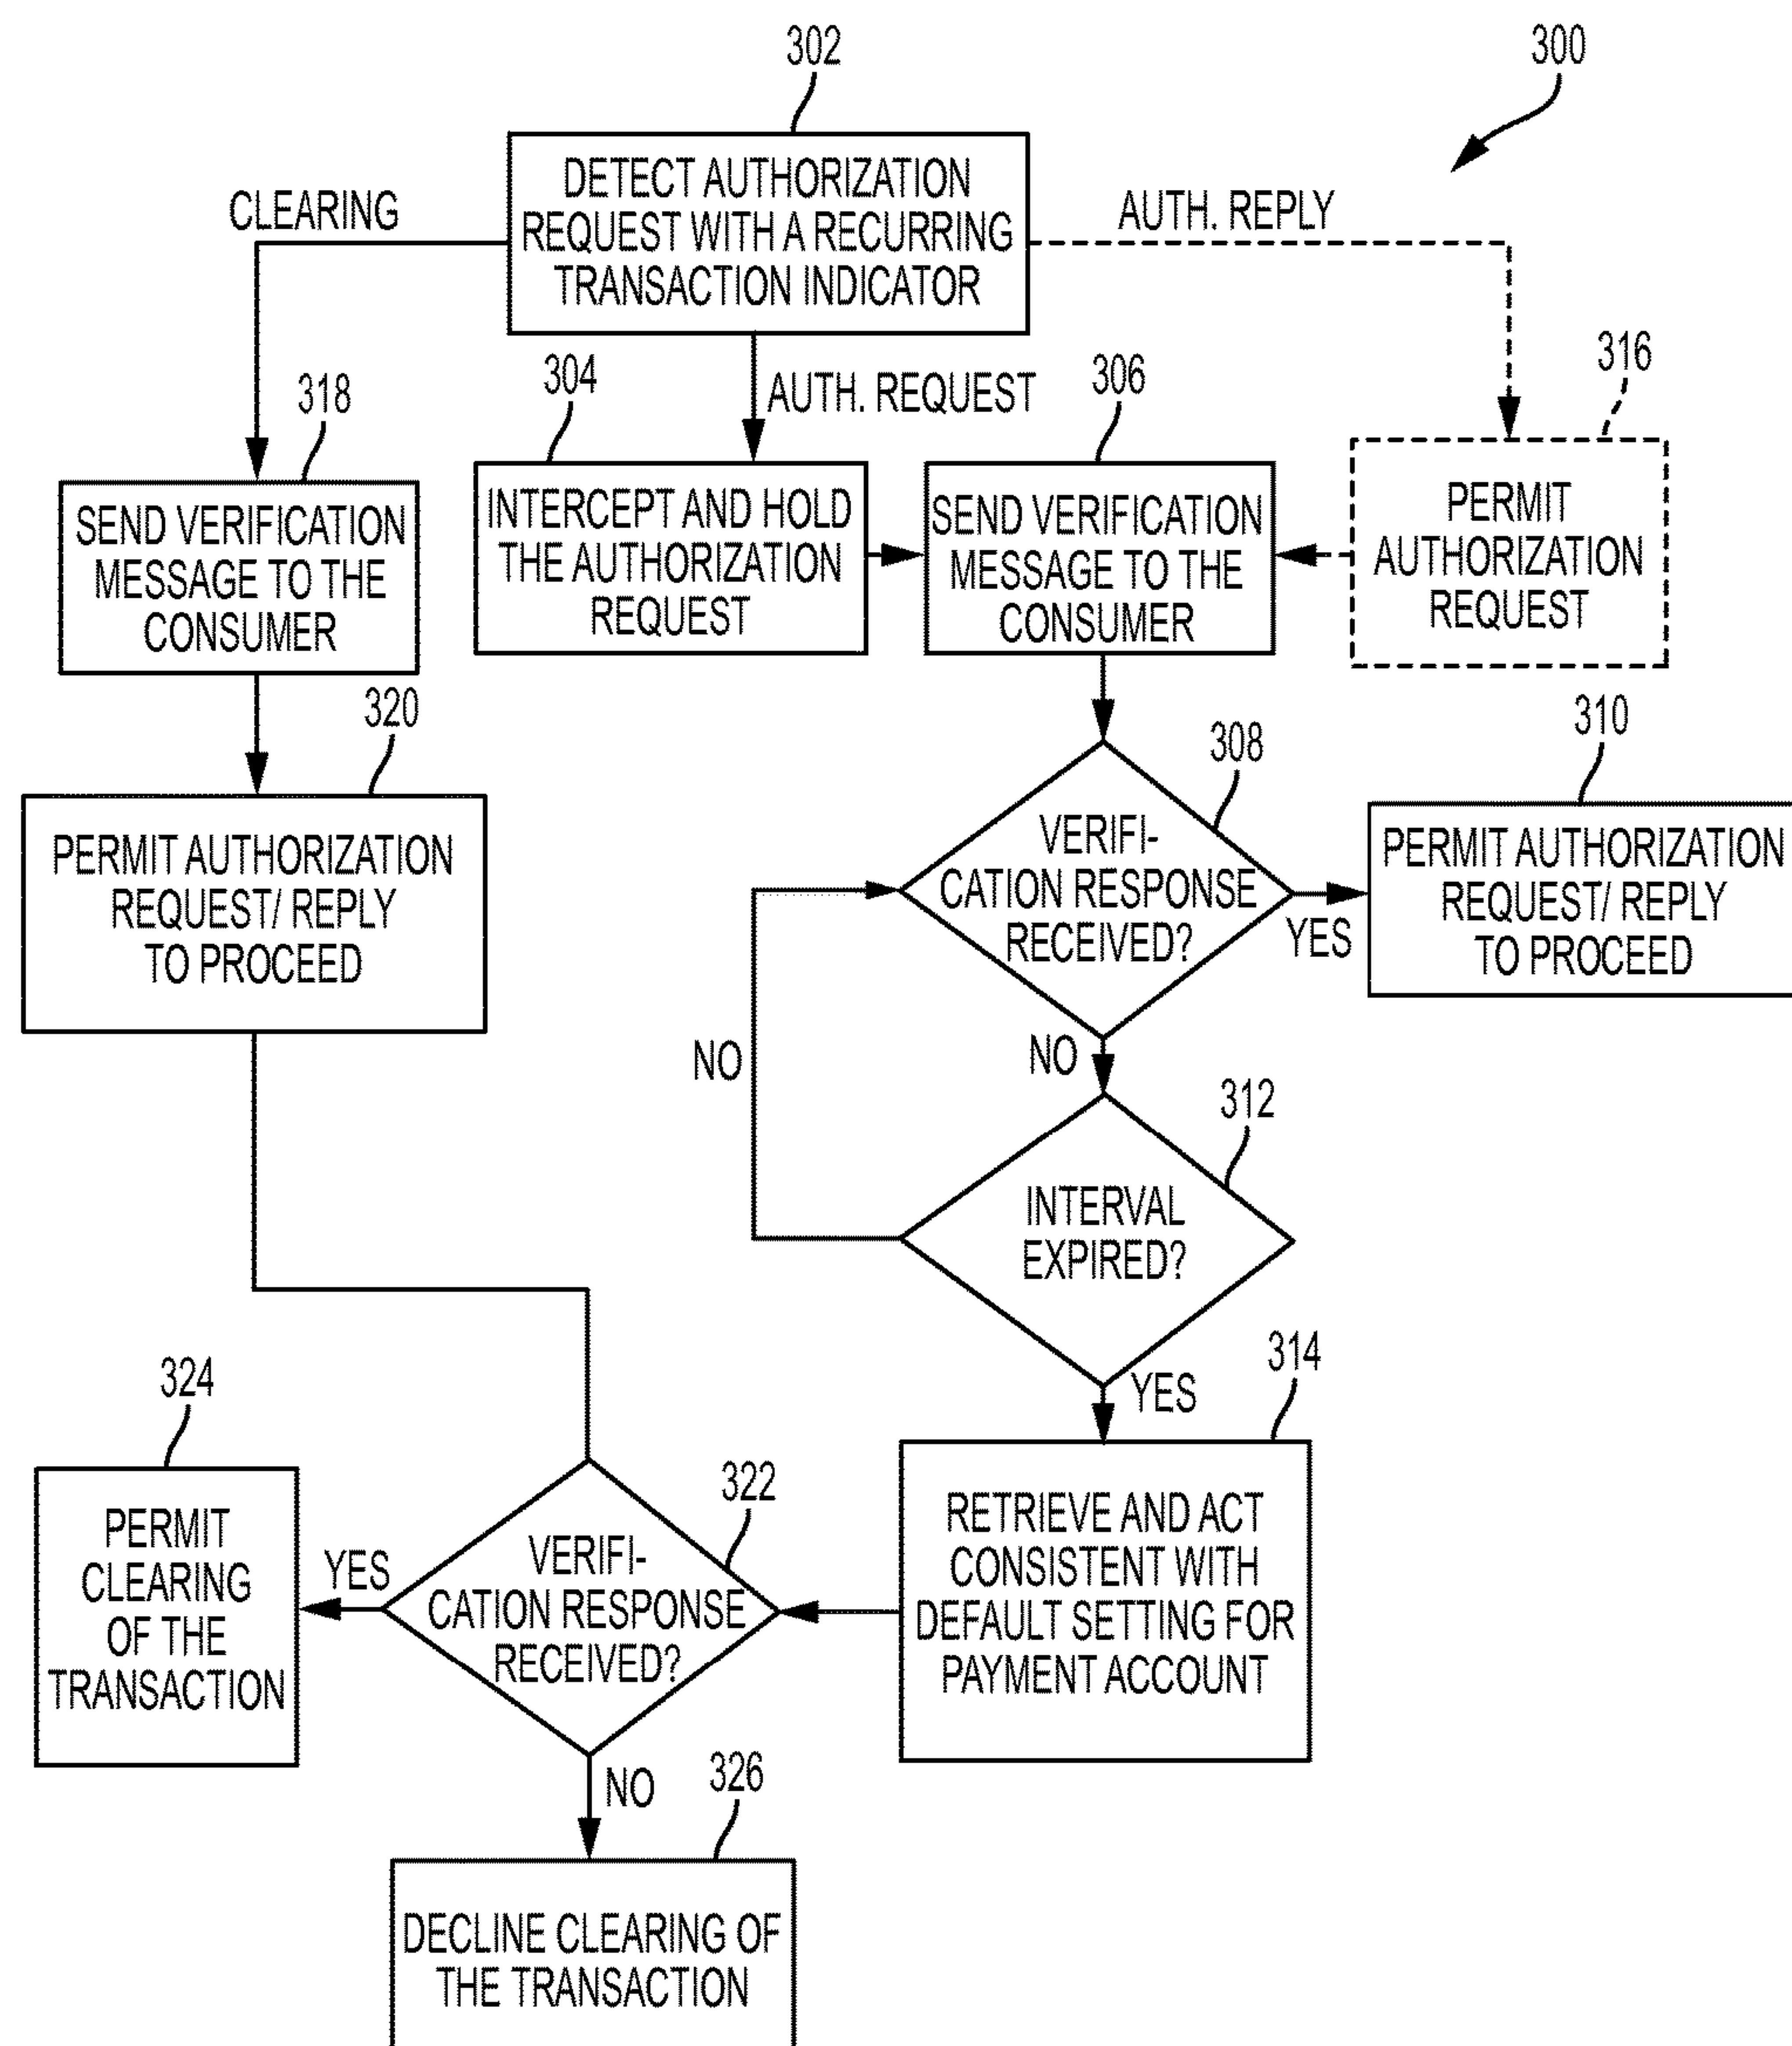 302
300
DETECT AUTHORIZATION
REQUEST WITH A RECURRING
TRANSACTION INDICATOR
CLEARING
AUTH. REPLY
AUTH. REQUEST
318
304
306
316
SEND VERIFICATION
MESSAGE TO THE
CONSUMER
INTERCEPT AND HOLD
THE AUTHORIZATION
REQUEST
SEND VERIFICATION
MESSAGE TO THE
CONSUMER
PERMIT
AUTHORIZATION
REQUEST
320
308
310
PERMIT AUTHORIZATION
REQUEST/ REPLY
TO PROCEED
VERIFI-
CATION RESPONSE
RECEIVED?
YES
PERMIT AUTHORIZATION
REQUEST/ REPLY
TO PROCEED
NO
NO
312
INTERVAL
EXPIRED?
YES
314
324
322
PERMIT
CLEARING
OF THE
TRANSACTION
YES
VERIFI-
CATION RESPONSE
RECEIVED?
RETRIEVE AND ACT
CONSISTENT WITH
DEFAULT SETTING FOR
PAYMENT ACCOUNT
NO
326
DECLINE CLEARING OF
THE TRANSACTION